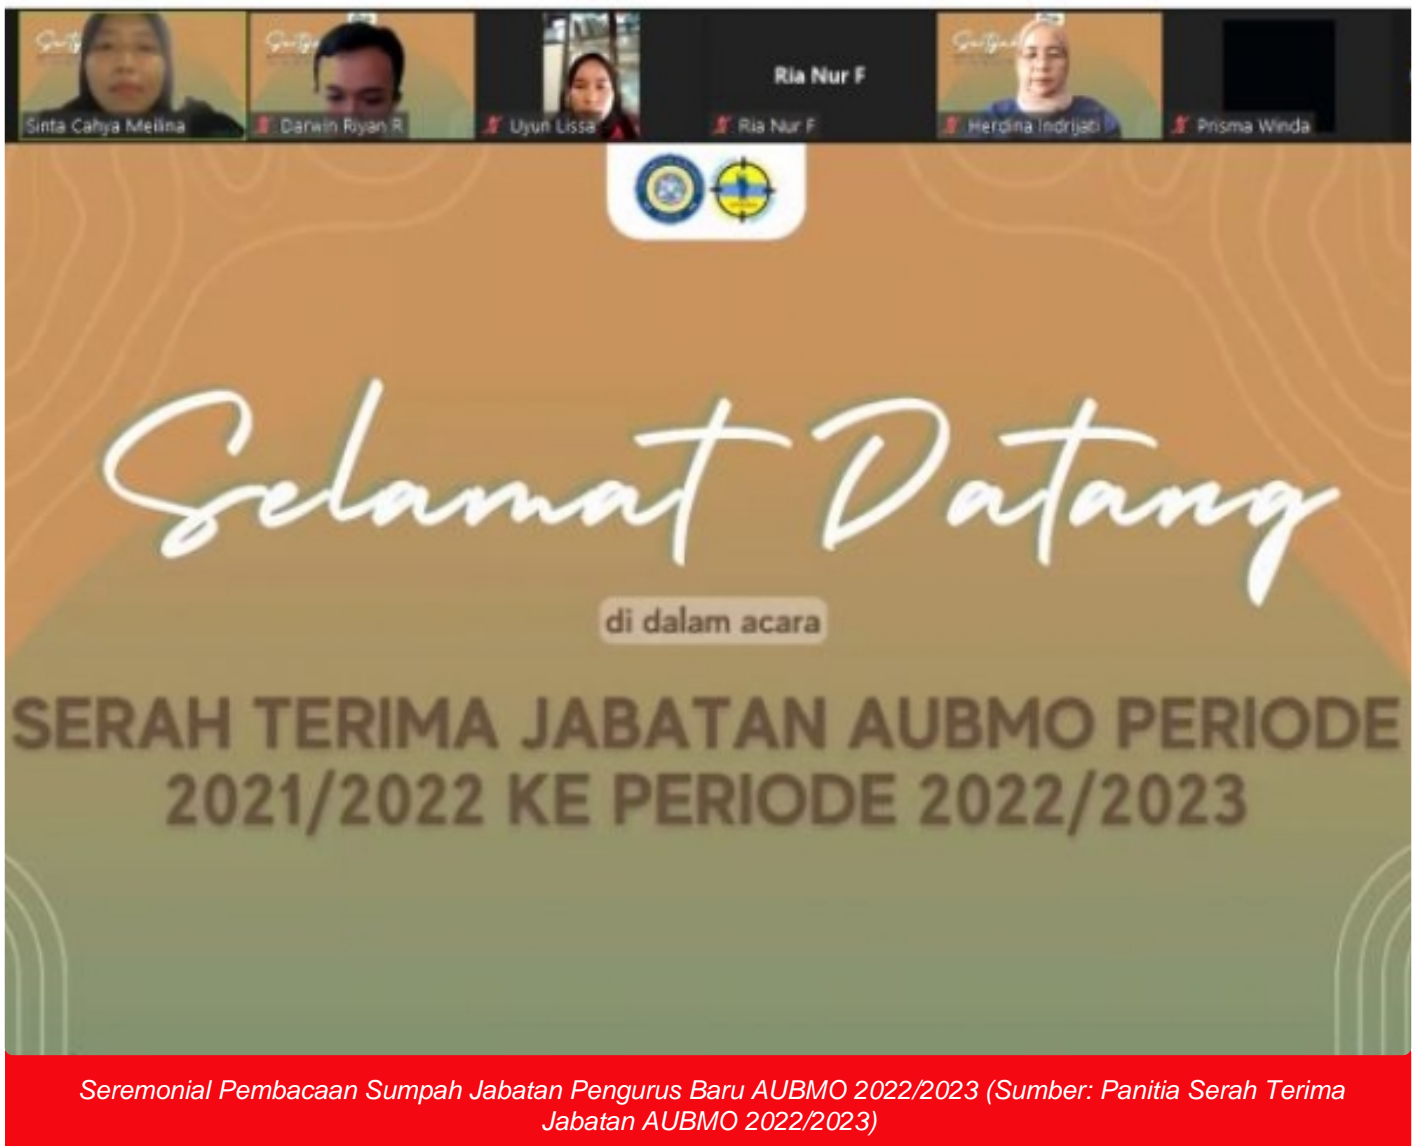 Sinta Cahya Meilina
Darwin Riyan R
Uyun Lissa
Ria Nur F
Ria Nur F
Herdina Indrijati
Prisma Winda
Selamat Datang
di dalam acara
SERAH TERIMA JABATAN AUBMO PERIODE
2021/2022 KE PERIODE 2022/2023
Seremonial Pembacaan Sumpah Jabatan Pengurus Baru AUBMO 2022/2023 (Sumber: Panitia Serah Terima
Jabatan AUBMO 2022/2023)